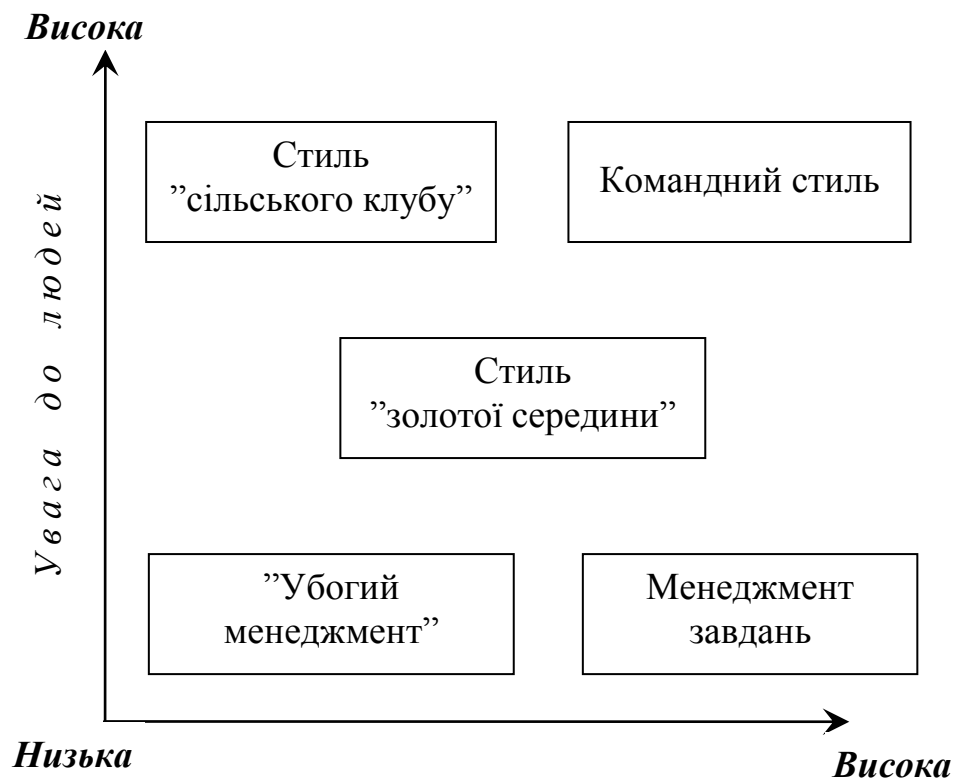 Висока
Стиль
”сільського клубу”
Командний стиль
Увага до людей
Стиль
”золотої середини”
”Убогий
менеджмент”
Менеджмент
завдань
Низька
Висока